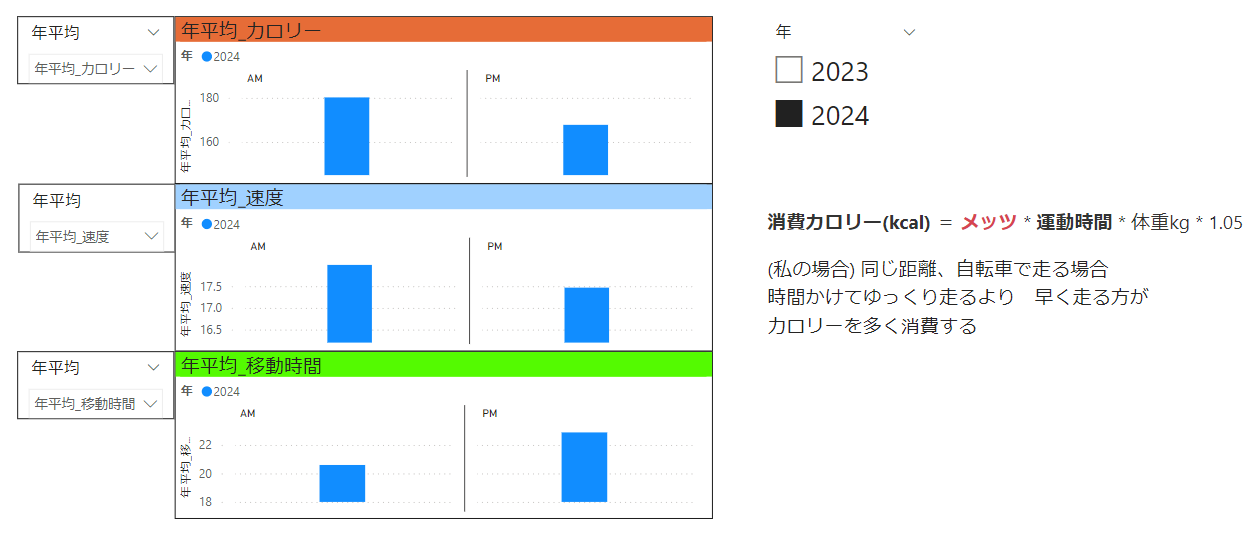 年平均
年平均_カロリー
年平均_カロリー
年 2024
AM
PM
年平均_カロ...
180
160
年平均
年平均_速度
年平均_速度
年 2024
AM
PM
年平均_速度
17.5
17.0
16.5
年平均
年平均_移動時間
年平均_移動時間
年 2024
AM
PM
年平均_移...
22
20
18
年
2023
2024
消費カロリー(kcal) = メッツ * 運動時間 * 体重kg * 1.05
(私の場合) 同じ距離、自転車で走る場合
時間かけてゆっくり走るより　早く走る方が
カロリーを多く消費する